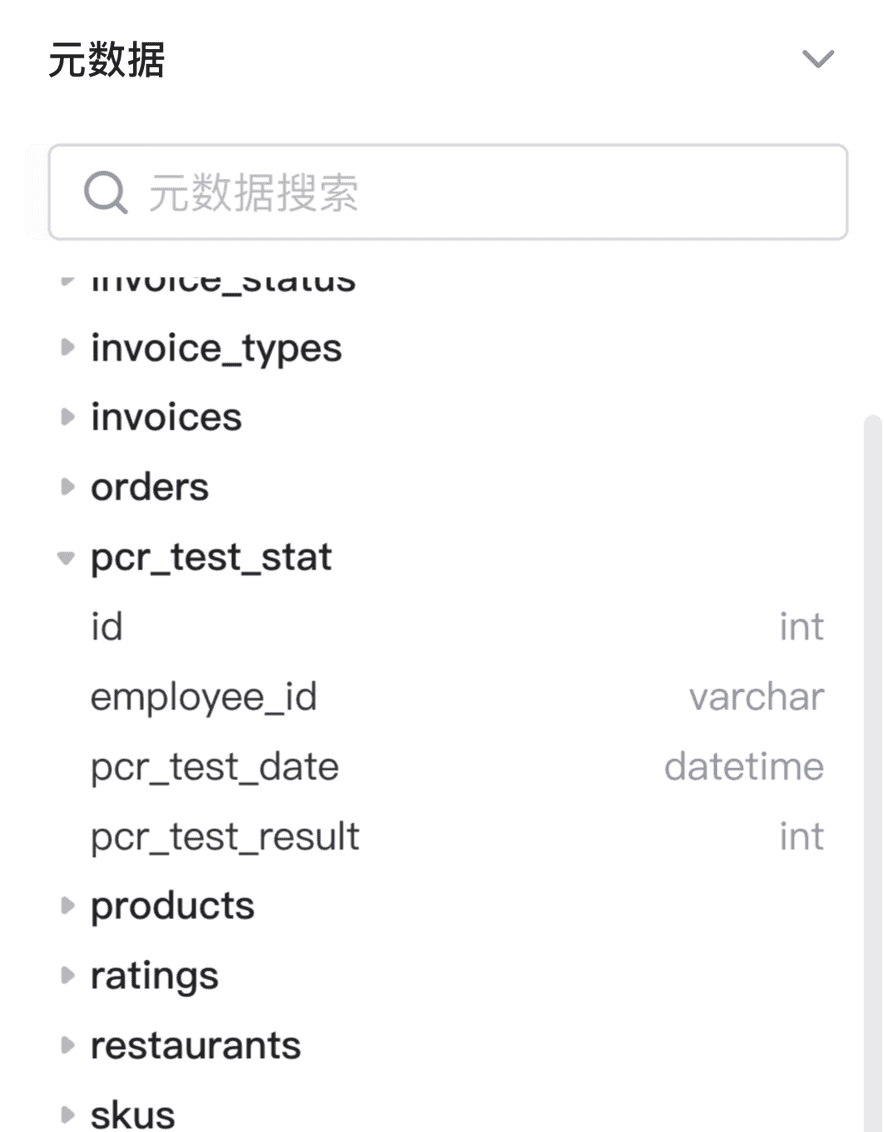 元数据
元数据搜索
invoice_status
invoice_types
invoices
orders
pcr_test_stat
id int
employee_id varchar
pcr_test_date datetime
pcr_test_result int
products
ratings
restaurants
skus